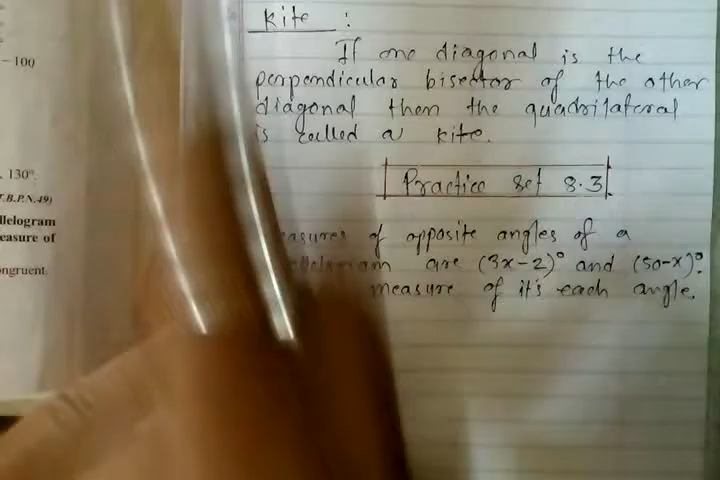 -100
130°.
T.B.P.N.49)
llelogram
easure of
ongruent.
Kite :
If one diagonal is the
perpendicular bisector of the other
diagonal then the quadrilateral
is called a kite.
Practice set 8.3
easures of opposite angles of a
are (3x-2)° and (50-x)°.
measure of it's each angle.